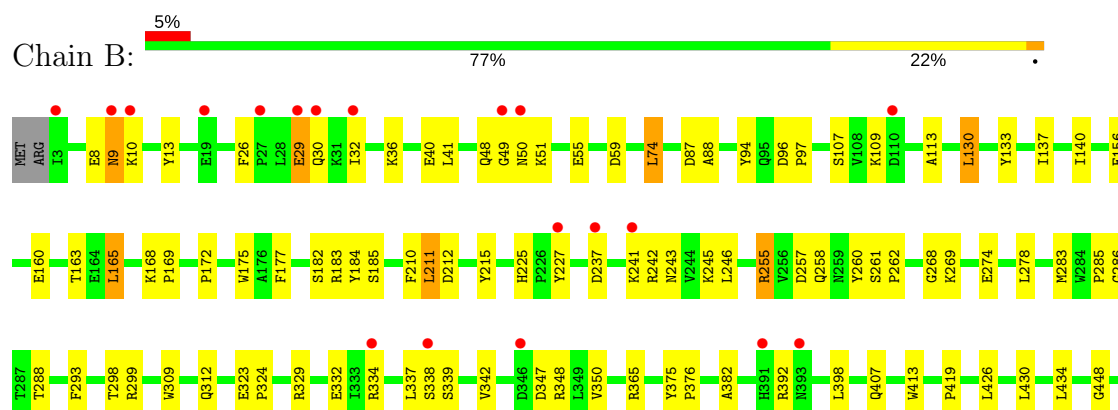 5%
Chain B:
77% 22% •
MET ARG I3 E8 N9 K10 Y13 E19 F26 P27 L28 E29 Q30 K31 I32 K36 E40 L41 Q48 G49 N50 K51 E55 D59 L74 D87 A88 Y94 Q95 D96 P97 S107 V108 K109 D110 A113 L130 Y133 I137 I140
E160 T163 E164 L165 K168 P169 P172 W175 A176 F177 S182 R183 Y184 S185 F210 L211 D212 Y215 H225 P226 Y227 D237 K241 R242 N243 V244 K245 L246 R255 V256 D257 Q258 N259 Y260 S261 P262 G268 K269 E274 L278 M283 W284 P285
T287 T288 F293 T298 R299 W309 Q312 E323 P324 R329 E332 I333 R334 L337 S338 S339 V342 D346 D347 R348 L349 V350 R365 Y375 P376 A382 H391 R392 N393 L398 Q407 W413 P419 L426 L430 L434 G448